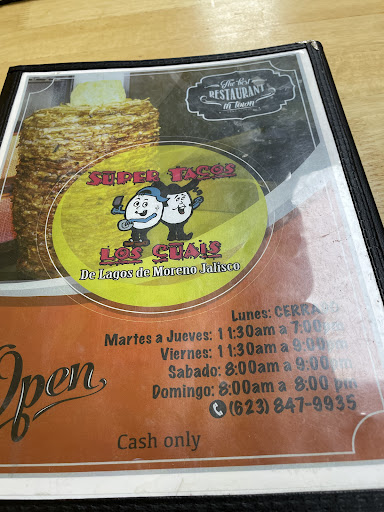 The best
RESTAURANT
in town
SUPER TACOS
LOS CUAIS
De Lagos de Moreno Jalisco
Lunes: CERRADO
Martes a Jueves: 11:30am a 7:00pm
Viernes: 11:30am a 9:00pm
Sabado: 8:00am a 9:00pm
Domingo: 8:00am a 8:00 pm
(623) 847-9935
Open
Cash only